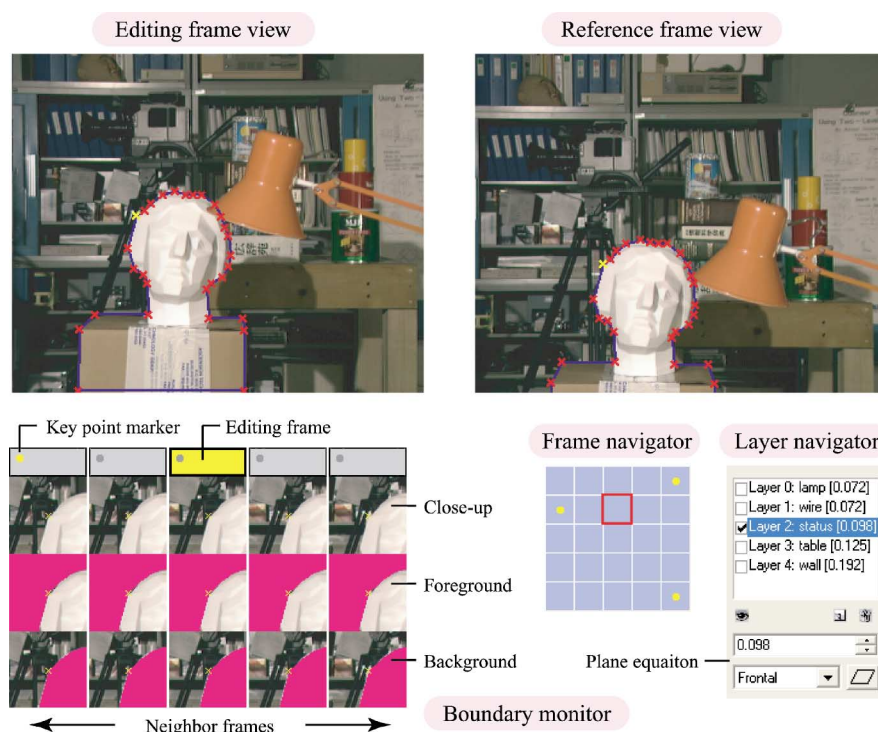 Editing frame view
Reference frame view
Using Two-
Key point marker
Editing frame
Close-up
Foreground
Background
Neighbor frames
Boundary monitor
Frame navigator
Layer navigator
Layer 0: lamp [0.072]
Layer 1: wire [0.072]
Layer 2: status [0.098]
Layer 3: table [0.125]
Layer 4: wall [0.192]
Plane equaiton
0.098
Frontal